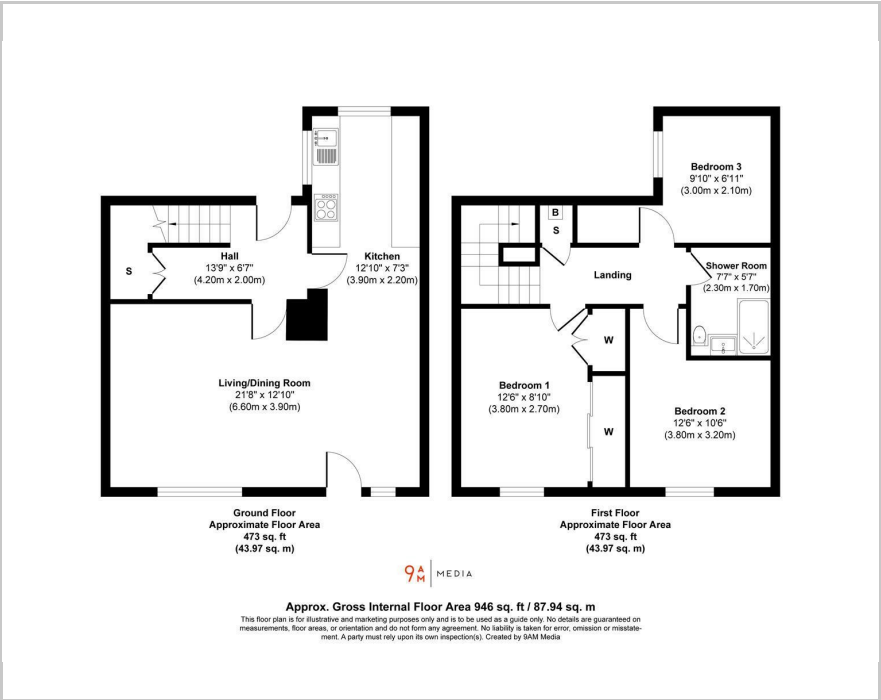 Bedroom 3
9'10" x 6'11"
(3.00m x 2.10m)
B
S
Hall
13'9" x 6'7"
(4.20m x 2.00m)
S
Kitchen
12'10" x 7'3"
(3.90m x 2.20m)
Landing
Shower Room
7'7" x 5'7"
(2.30m x 1.70m)
Living/Dining Room
21'8" x 12'10"
(6.60m x 3.90m)
W
Bedroom 1
12'6" x 8'10"
(3.80m x 2.70m)
W
Bedroom 2
12'6" x 10'6"
(3.80m x 3.20m)
Ground Floor
Approximate Floor Area
473 sq. ft
(43.97 sq. m)
First Floor
Approximate Floor Area
473 sq. ft
(43.97 sq. m)
9AM MEDIA
Approx. Gross Internal Floor Area 946 sq. ft / 87.94 sq. m
This floor plan is for illustrative and marketing purposes only and is to be used as a guide only. No details are guaranteed on
measurements, floor areas, or orientation and do not form any agreement. No liability is taken for error, omission or misstate-
ment. A party must rely upon its own inspection(s). Created by 9AM Media